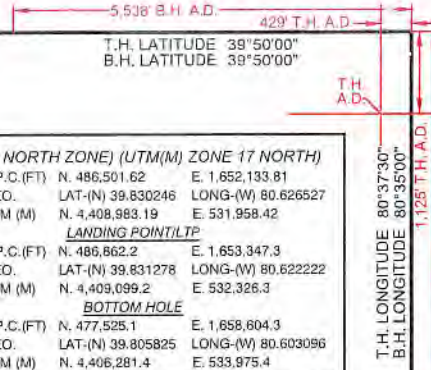 5,538' B.H. A.D.
429' T.H. A.D.
T.H. LATITUDE 39°50'00"
B.H. LATITUDE 39°50'00"
T.H.
A.D.
NORTH ZONE) (UTM(M) ZONE 17 NORTH)
P.C.(FT) N. 486,501.62 E. 1,652,133.81
EO. LAT-(N) 39.830246 LONG-(W) 80.626527
M (M) N. 4,408,983.19 E. 531,958.42
LANDING POINT/LTP
P.C.(FT) N. 486,862.2 E. 1,653,347.3
EO. LAT-(N) 39.831278 LONG-(W) 80.622222
M (M) N. 4,409,099.2 E. 532,326.3
BOTTOM HOLE
P.C.(FT) N. 477,525.1 E. 1,658,604.3
EO. LAT-(N) 39.805825 LONG-(W) 80.603096
M (M) N. 4,406,281.4 E. 533,975.4
T.H. LONGITUDE 80°37'30"
B.H. LONGITUDE 80°35'00"
1,125' T.H. A.D.